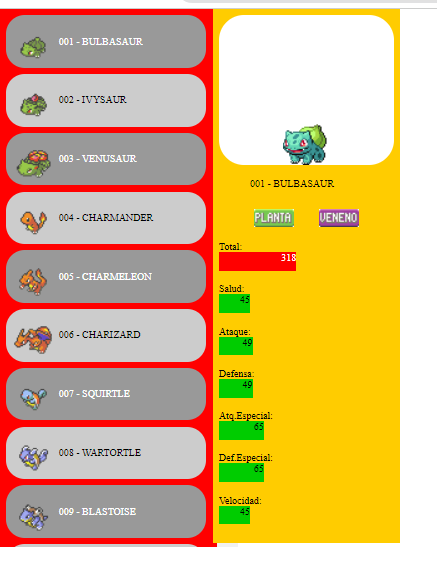 001 - BULBASAUR
002 - IVYSAUR
003 - VENUSAUR
004 - CHARMANDER
005 - CHARMELEON
006 - CHARIZARD
007 - SQUIRTLE
008 - WARTORTLE
009 - BLASTOISE
001 - BULBASAUR
PLANTA VENENO
Total:
318
Salud:
45
Ataque:
49
Defensa:
49
Atq.Especial:
65
Def.Especial:
65
Velocidad:
45